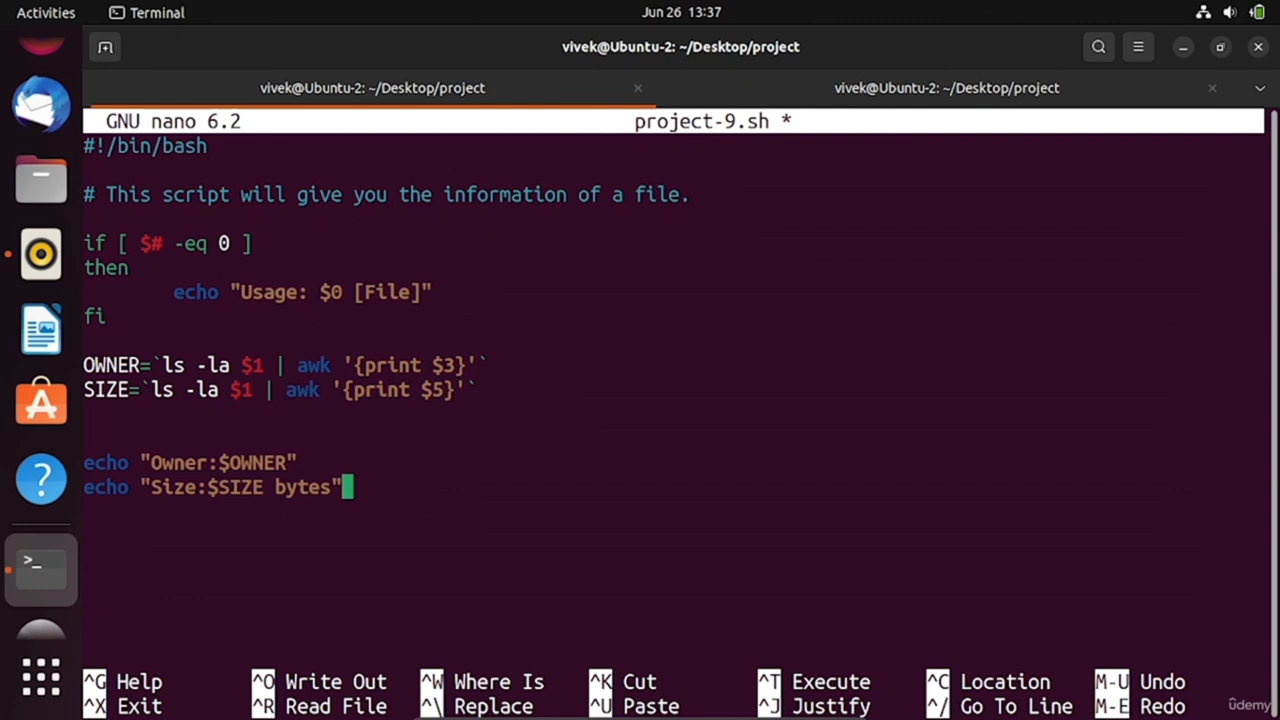 Activities Terminal Jun 26 13:37
vivek@Ubuntu-2: ~/Desktop/project
vivek@Ubuntu-2: ~/Desktop/project vivek@Ubuntu-2: ~/Desktop/project
GNU nano 6.2 project-9.sh *
#!/bin/bash
# This script will give you the information of a file.
if [ $# -eq 0 ]
then
echo "Usage: $0 [File]"
fi
OWNER=`ls -la $1 | awk '{print $3}'`
SIZE=`ls -la $1 | awk '{print $5}'`
echo "Owner:$OWNER"
echo "Size:$SIZE bytes"
^G Help ^O Write Out ^W Where Is ^K Cut ^T Execute ^C Location M-U Undo
^X Exit ^R Read File ^\ Replace ^U Paste ^J Justify ^/ Go To Line M-E Redo
udemy